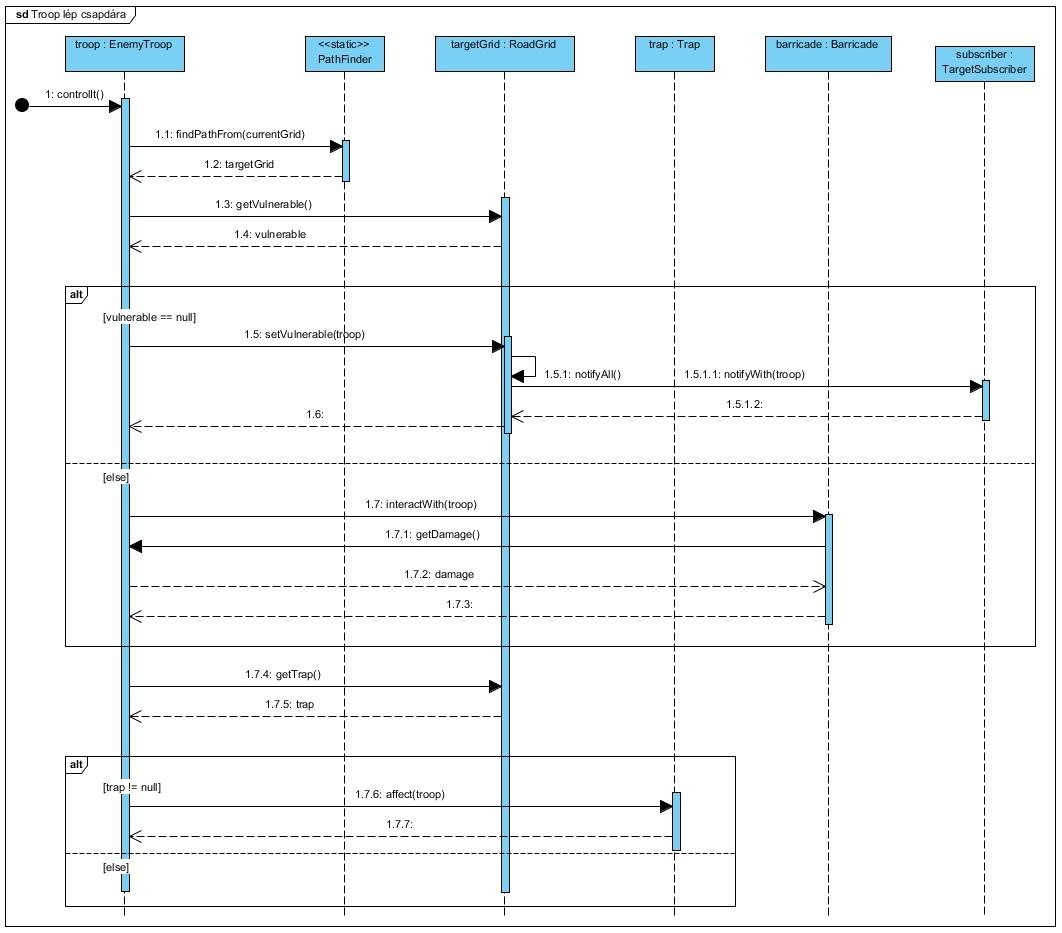 sd Troop lép csapdára
troop : EnemyTroop
<<static>>
PathFinder
targetGrid : RoadGrid
trap : Trap
barricade : Barricade
subscriber :
TargetSubscriber
1: controllt()
1.1: findPathFrom(currentGrid)
1.2: targetGrid
1.3: getVulnerable()
1.4: vulnerable
alt
[vulnerable == null]
1.5: setVulnerable(troop)
1.5.1: notifyAll()
1.5.1.1: notifyWith(troop)
1.5.1.2:
1.6:
[else]
1.7: interactWith(troop)
1.7.1: getDamage()
1.7.2: damage
1.7.3:
1.7.4: getTrap()
1.7.5: trap
alt
[trap != null]
1.7.6: affect(troop)
1.7.7:
[else]